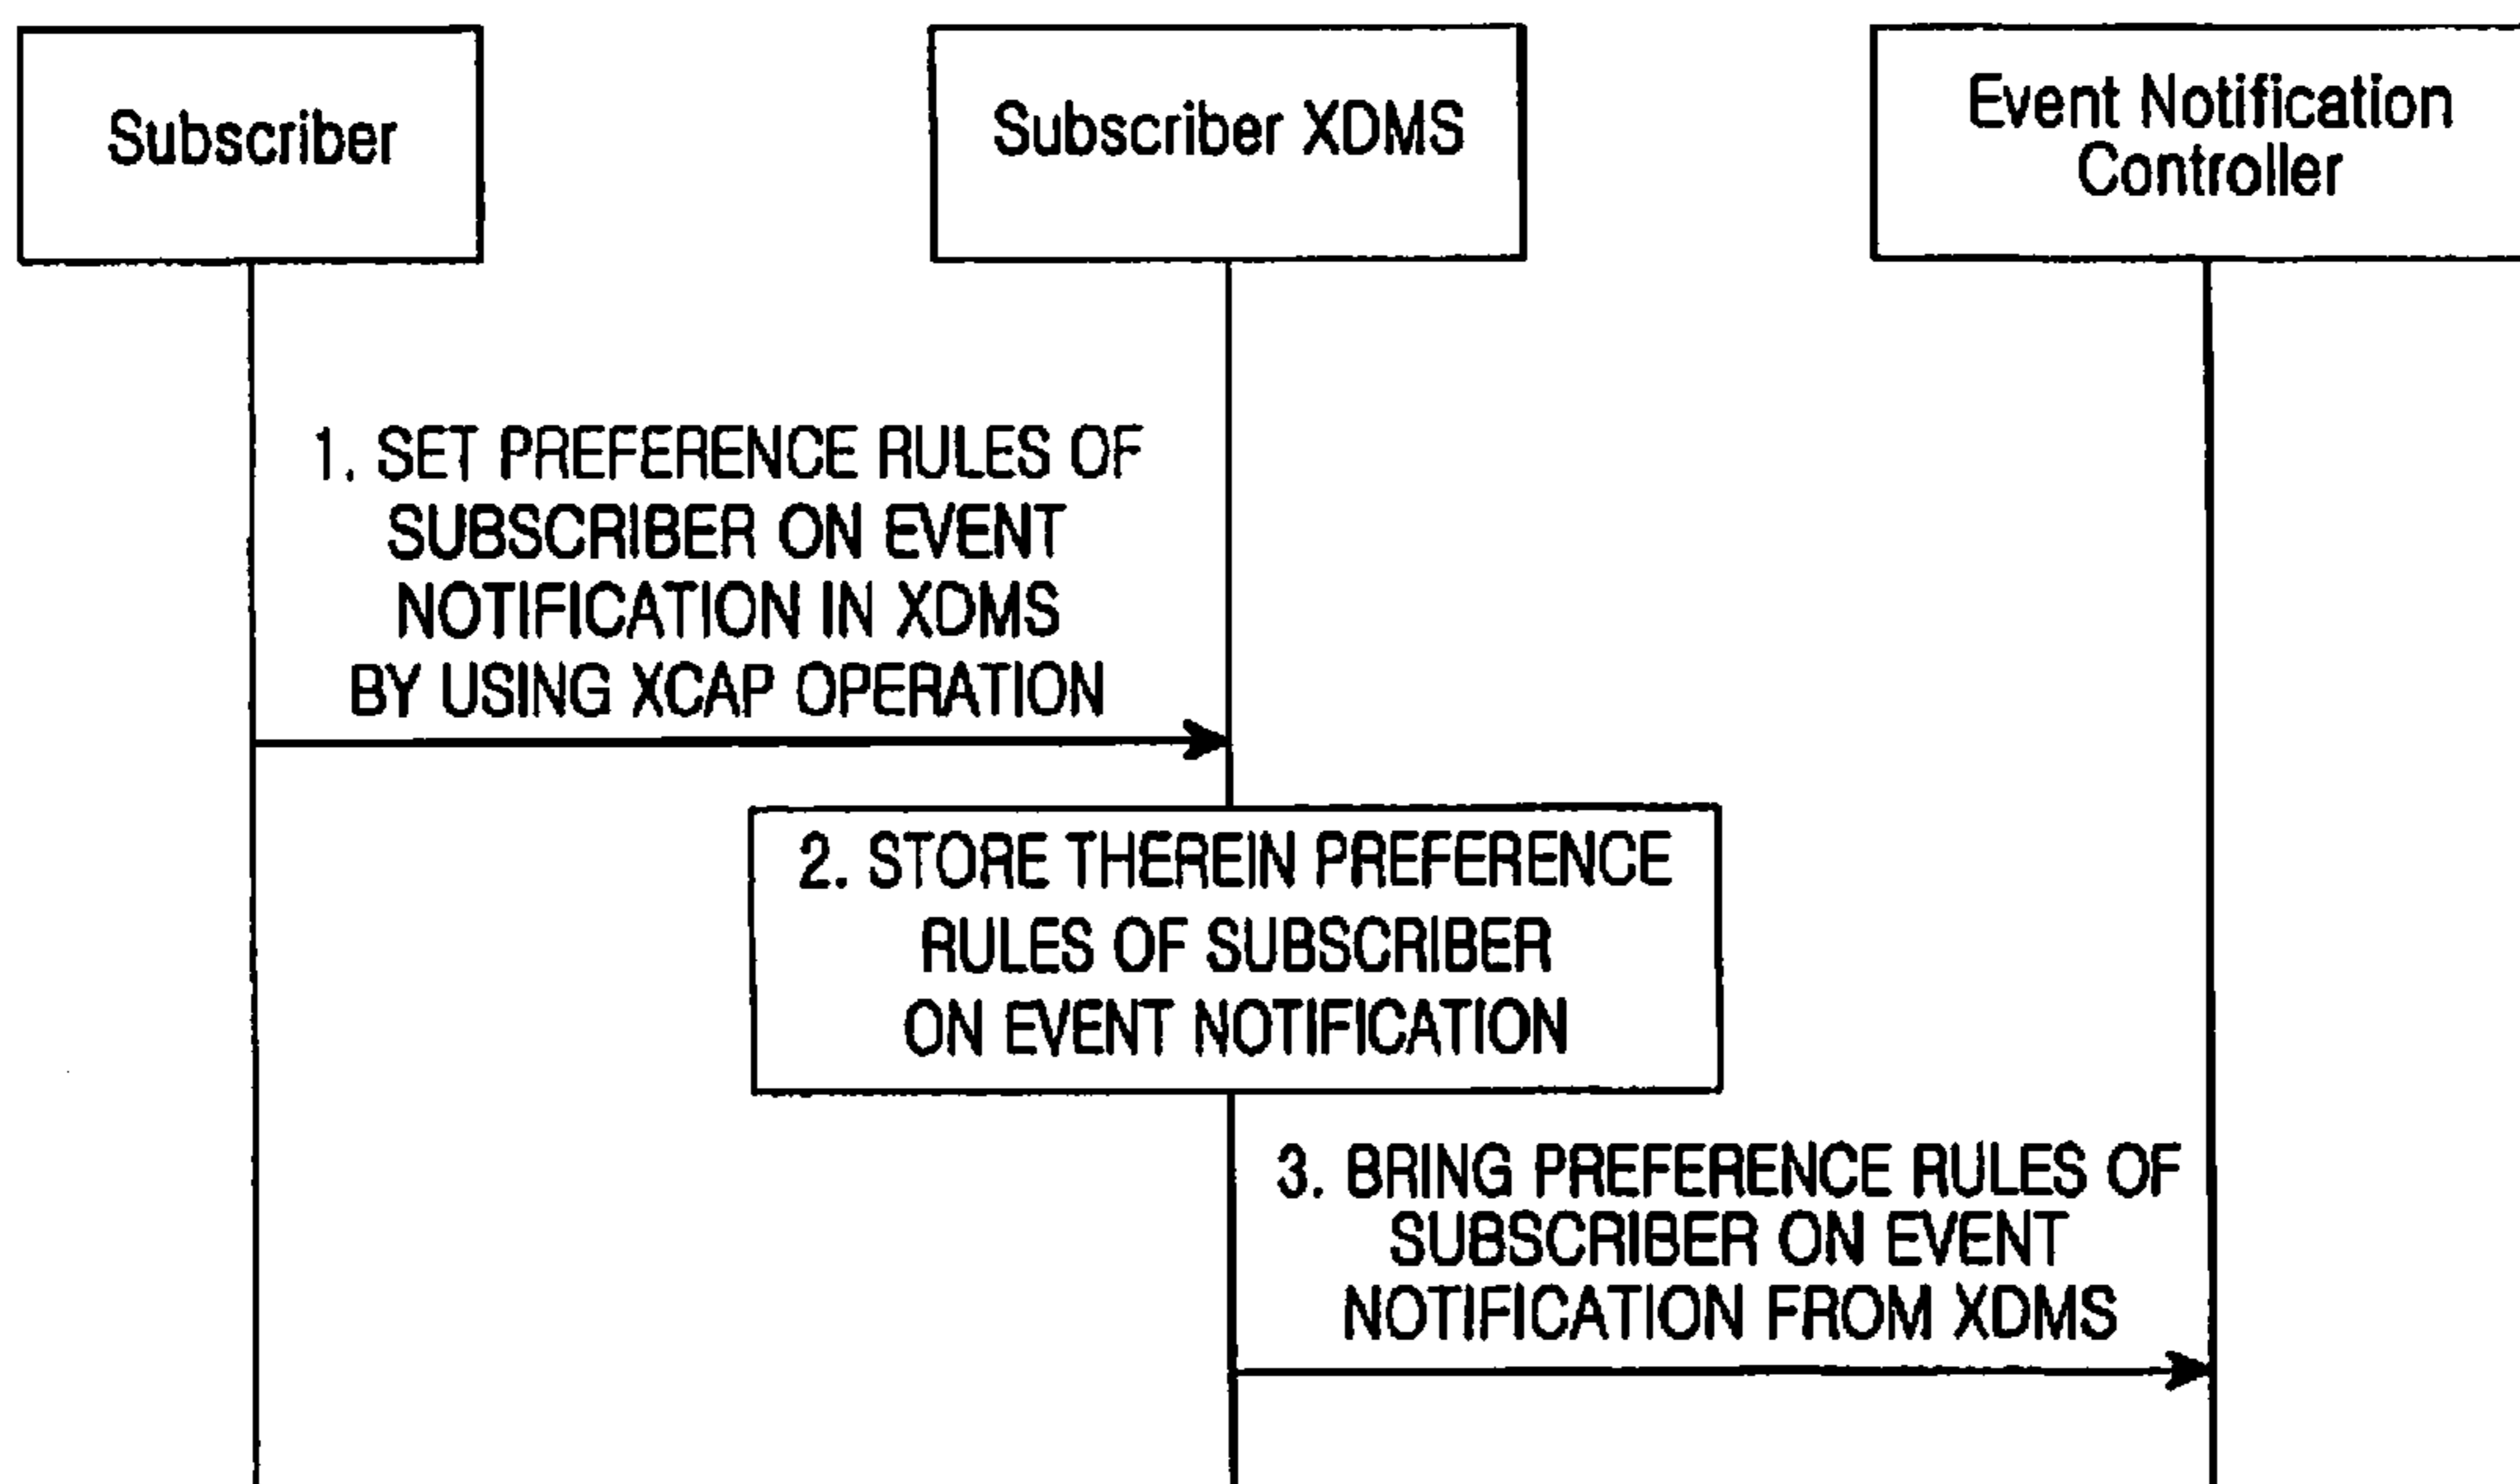 Subscriber
Subscriber XDMS
Event Notification
Controller
1. SET PREFERENCE RULES OF
SUBSCRIBER ON EVENT
NOTIFICATION IN XDMS
BY USING XCAP OPERATION
2. STORE THEREIN PREFERENCE
RULES OF SUBSCRIBER
ON EVENT NOTIFICATION
3. BRING PREFERENCE RULES OF
SUBSCRIBER ON EVENT
NOTIFICATION FROM XDMS